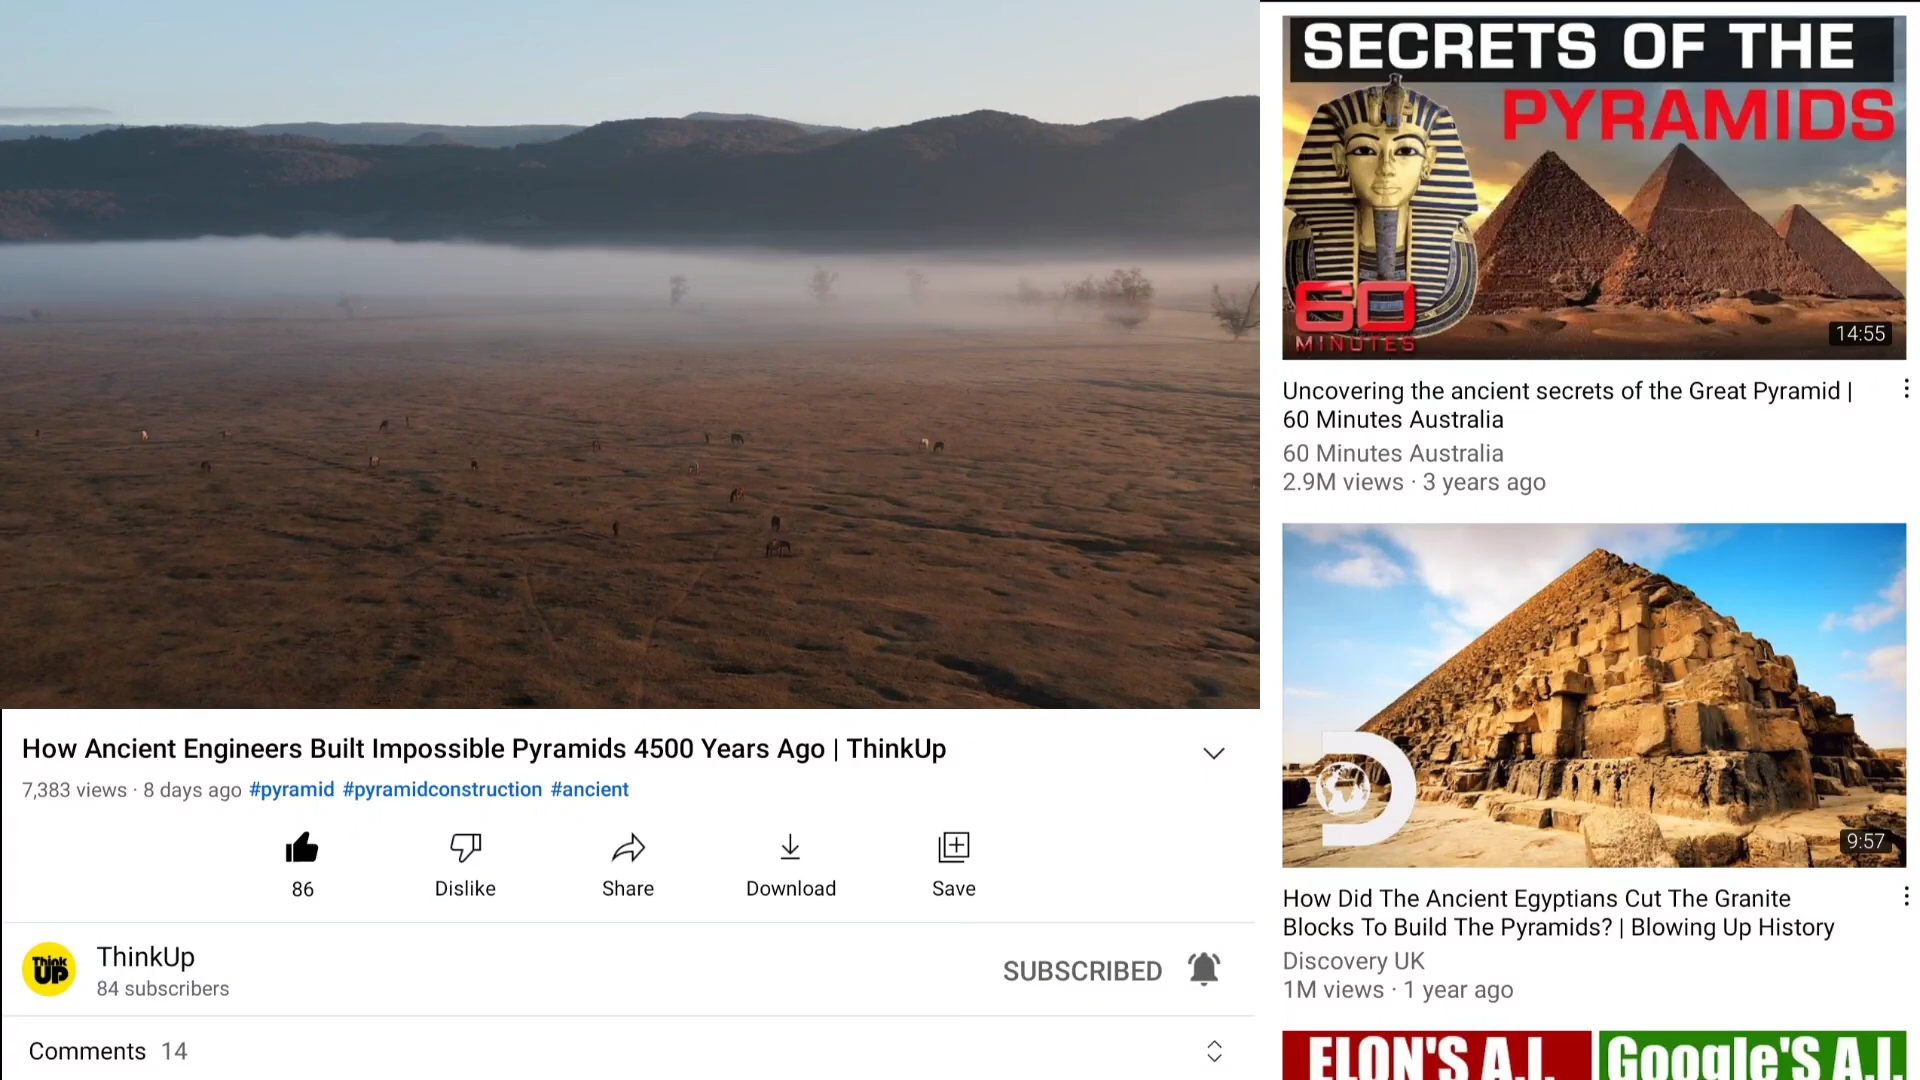 How Ancient Engineers Built Impossible Pyramids 4500 Years Ago | ThinkUp
7,383 views · 8 days ago #pyramid #pyramidconstruction #ancient
86
Dislike
Share
Download
Save
Think
UP
ThinkUp
84 subscribers
SUBSCRIBED
Comments 14
SECRETS OF THE
PYRAMIDS
60
MINUTES
14:55
Uncovering the ancient secrets of the Great Pyramid |
60 Minutes Australia
60 Minutes Australia
2.9M views · 3 years ago
9:57
How Did The Ancient Egyptians Cut The Granite
Blocks To Build The Pyramids? | Blowing Up History
Discovery UK
1M views · 1 year ago
ELON'S A.I.
Google'S A.I.